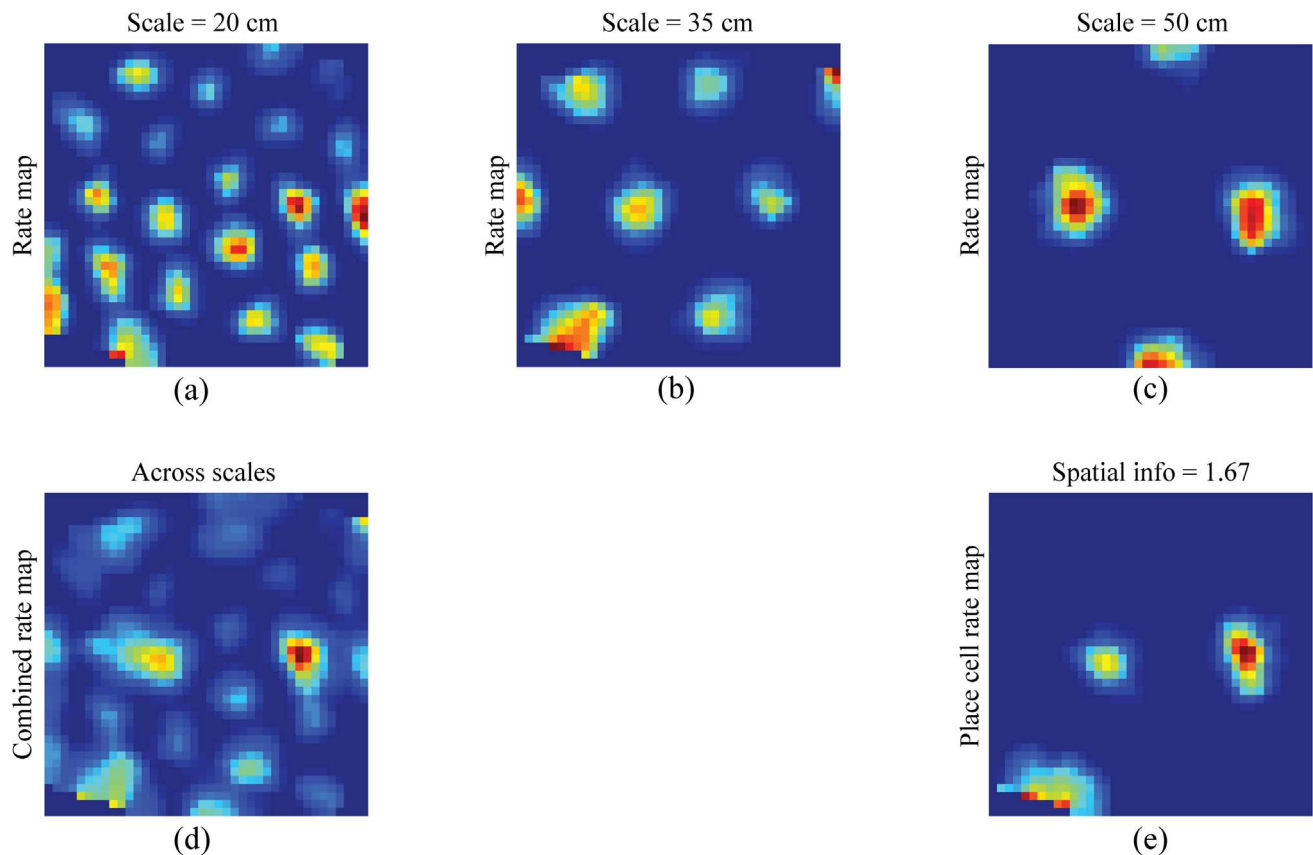 Scale = 20 cm
Scale = 35 cm
Scale = 50 cm
Rate map
Rate map
Rate map
(a)
(b)
(c)
Across scales
Spatial info = 1.67
Combined rate map
Place cell rate map
(d)
(e)